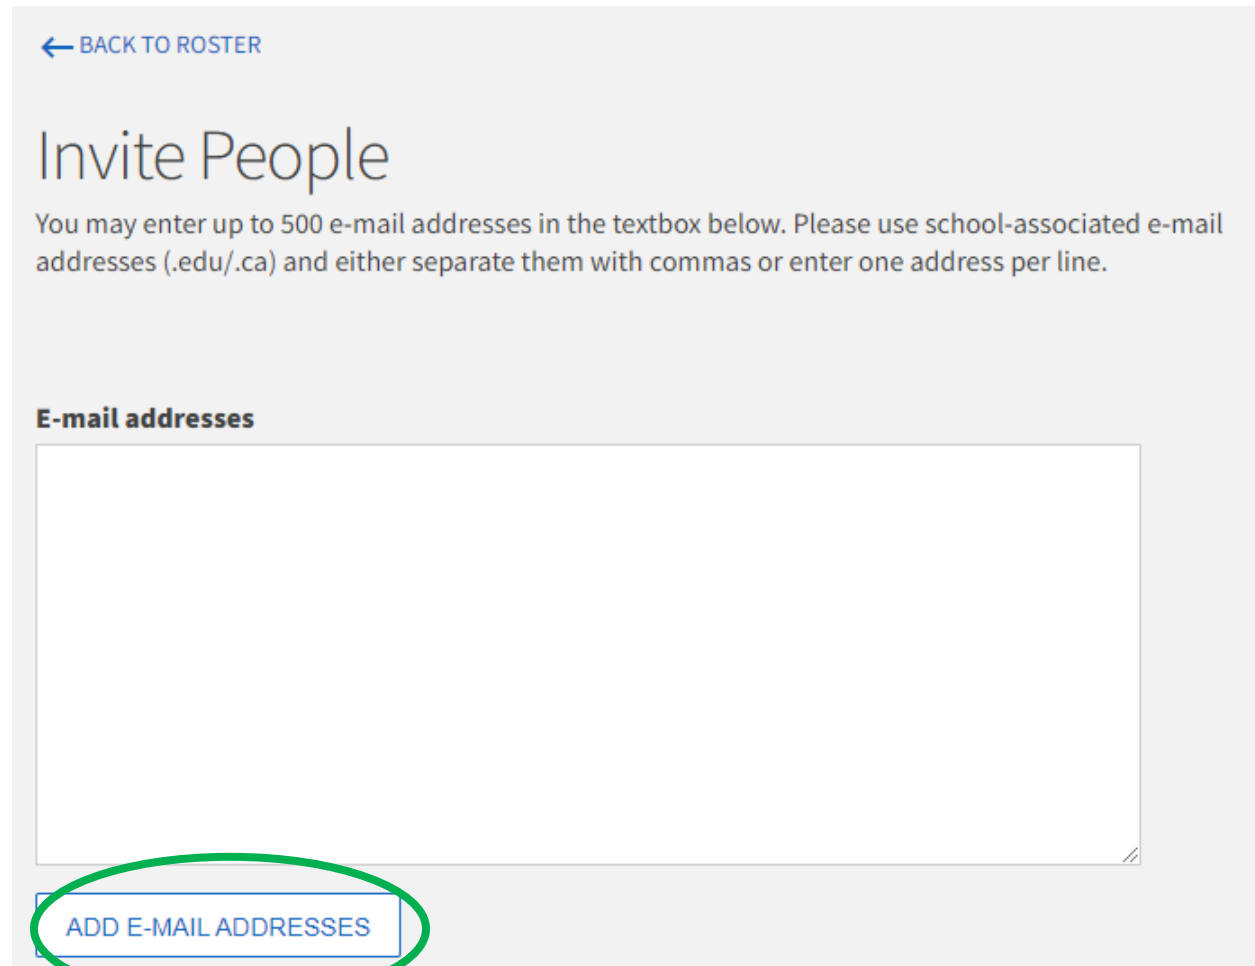 BACK TO ROSTER
Invite People
You may enter up to 500 e-mail addresses in the textbox below. Please use school-associated e-mail
addresses (.edu/.ca) and either separate them with commas or enter one address per line.
E-mail addresses
ADD E-MAIL ADDRESSES